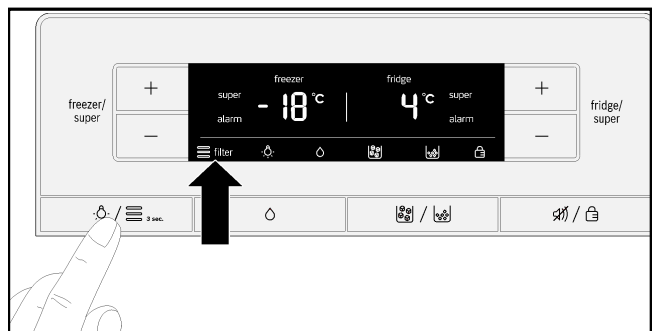 freezer/
super
+
−
freezer
super
alarm
-18 °C
fridge
4 °C
super
alarm
filter
+
−
fridge/
super
/ 3 sec.
/
/